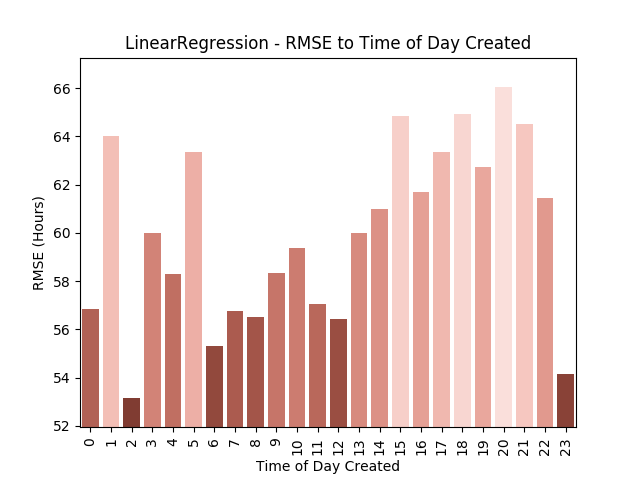 LinearRegression - RMSE to Time of Day Created
RMSE (Hours)
66
64
62
60
58
56
54
52
0 1 2 3 4 5 6 7 8 9 10 11 12 13 14 15 16 17 18 19 20 21 22 23
Time of Day Created